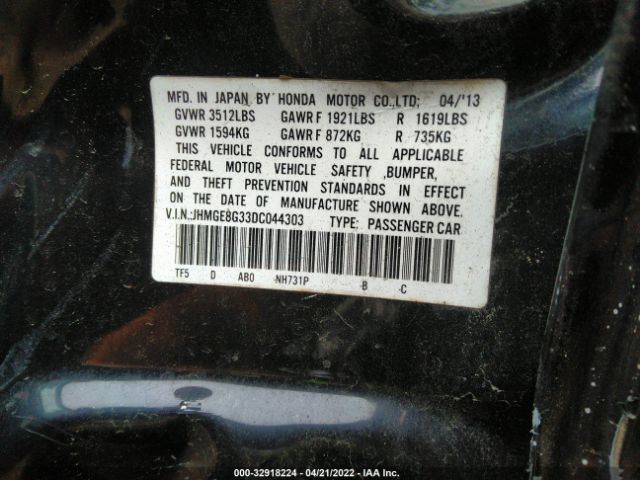 MFD. IN JAPAN BY HONDA MOTOR CO.,LTD; 04/'13
GVWR 3512LBS GAWR F 1921LBS R 1619LBS
GVWR 1594KG GAWR F 872KG R 735KG
THIS VEHICLE CONFORMS TO ALL APPLICABLE
FEDERAL MOTOR VEHICLE SAFETY ,BUMPER,
AND THEFT PREVENTION STANDARDS IN EFFECT
ON THE DATE OF MANUFACTURE SHOWN ABOVE.
V.I.N.:JHMGE8G33DC044303 TYPE: PASSENGER CAR
TF5 D AB0 ·NH731P ·B ·C
000-32918224 - 04/21/2022 - IAA Inc.